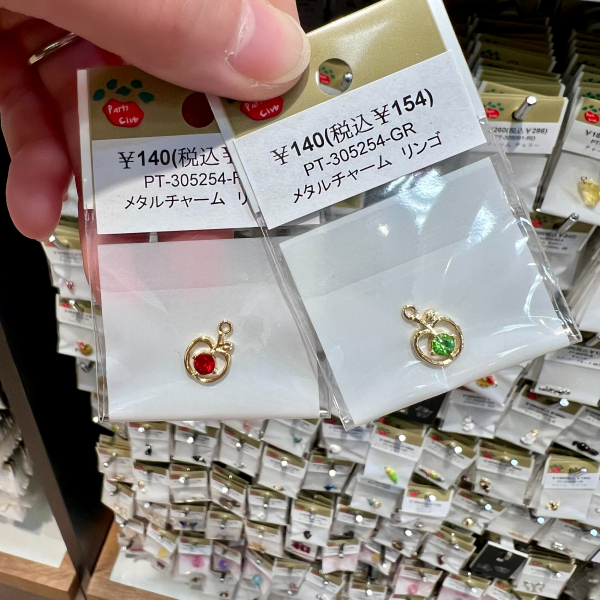 Parts
Club
¥140(税込¥
PT-305254-
メタルチャーム リ
Parts
Club
¥140(税込¥154)
PT-305254-GR
メタルチャーム リンゴ